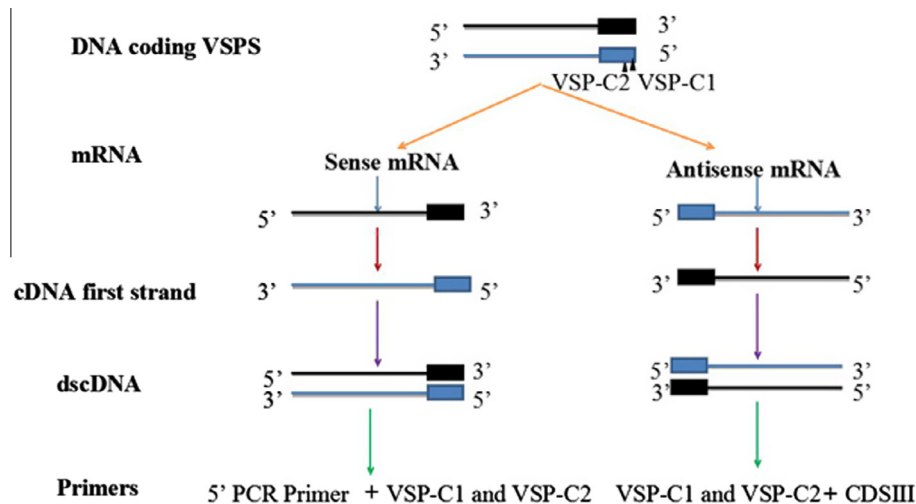 DNA coding VSPS
5’ 3’
3’ 5’
VSP-C2 VSP-C1
mRNA
Sense mRNA Antisense mRNA
5’ 3’ 5’ 3’
cDNA first strand
3’ 5’ 3’ 5’
dscDNA
5’ 3’ 5’ 3’
3’ 5’ 3’ 5’
Primers
5’ PCR Primer + VSP-C1 and VSP-C2 VSP-C1 and VSP-C2 + CDSIII